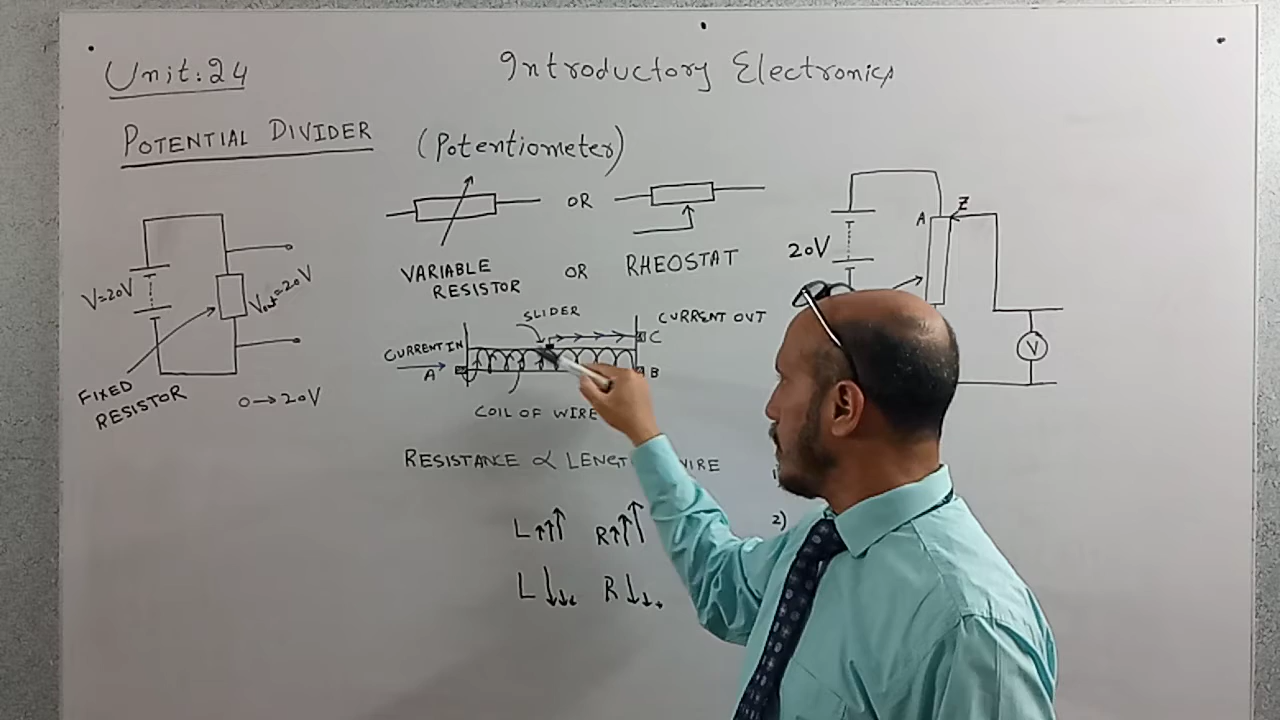 Unit: 24
Introductory Electronics
POTENTIAL DIVIDER
(Potentiometer)
OR
VARIABLE
RESISTOR
OR
RHEOSTAT
V=20V
Vout=20V
FIXED
RESISTOR
0→20V
SLIDER
CURRENT OUT
C
CURRENT IN
A
B
COIL OF WIRE
RESISTANCE ∝ LENGT WIRE
L↑↑↑ R↑↑↑
L↓↓↓ R↓↓↓
A
Z
20V
V
2)